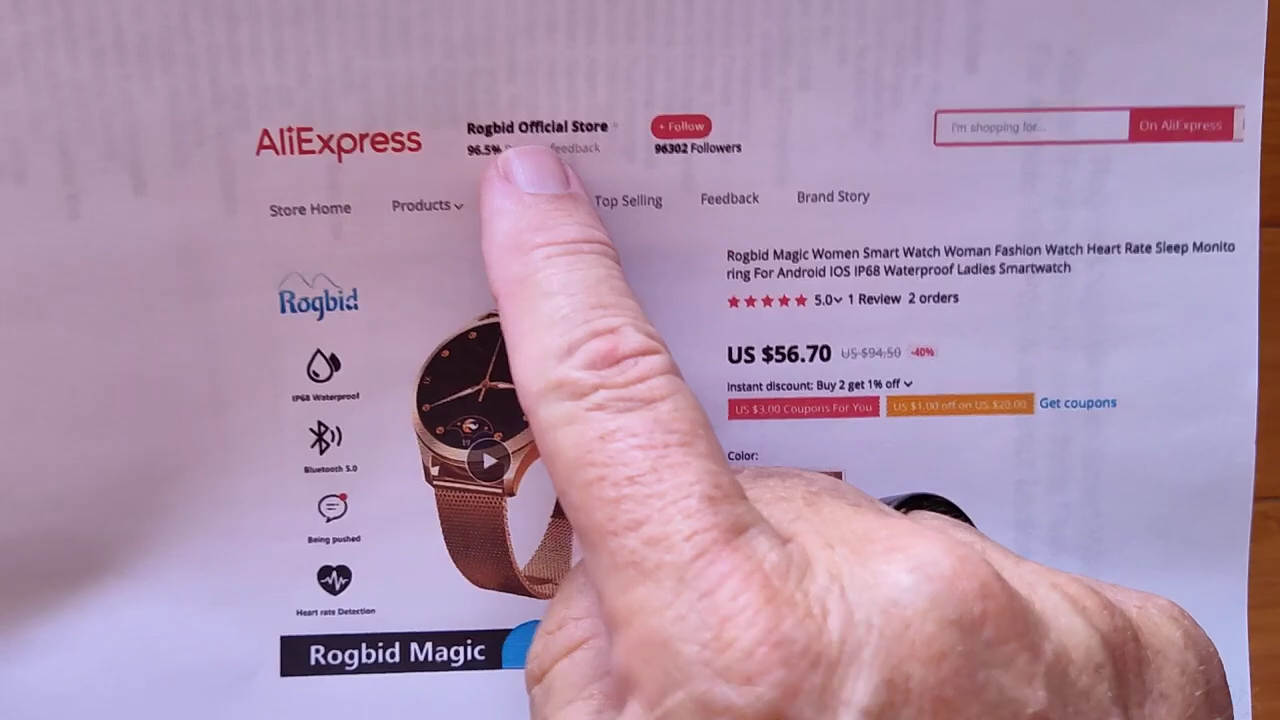 AliExpress
Rogbid Official Store
96.5% feedback
+ Follow
96302 Followers
I'm shopping for...
On AliExpress
Store Home
Products
Top Selling
Feedback
Brand Story
Rogbid
IP68 Waterproof
Bluetooth 5.0
Being pushed
Heart rate Detection
Rogbid Magic
Rogbid Magic Women Smart Watch Woman Fashion Watch Heart Rate Sleep Monito
ring For Android IOS IP68 Waterproof Ladies Smartwatch
5.0 1 Review 2 orders
US $56.70 US $94.50 -40%
Instant discount: Buy 2 get 1% off
US $3.00 Coupons For You
US $1.00 off on US $20.00
Get coupons
Color: